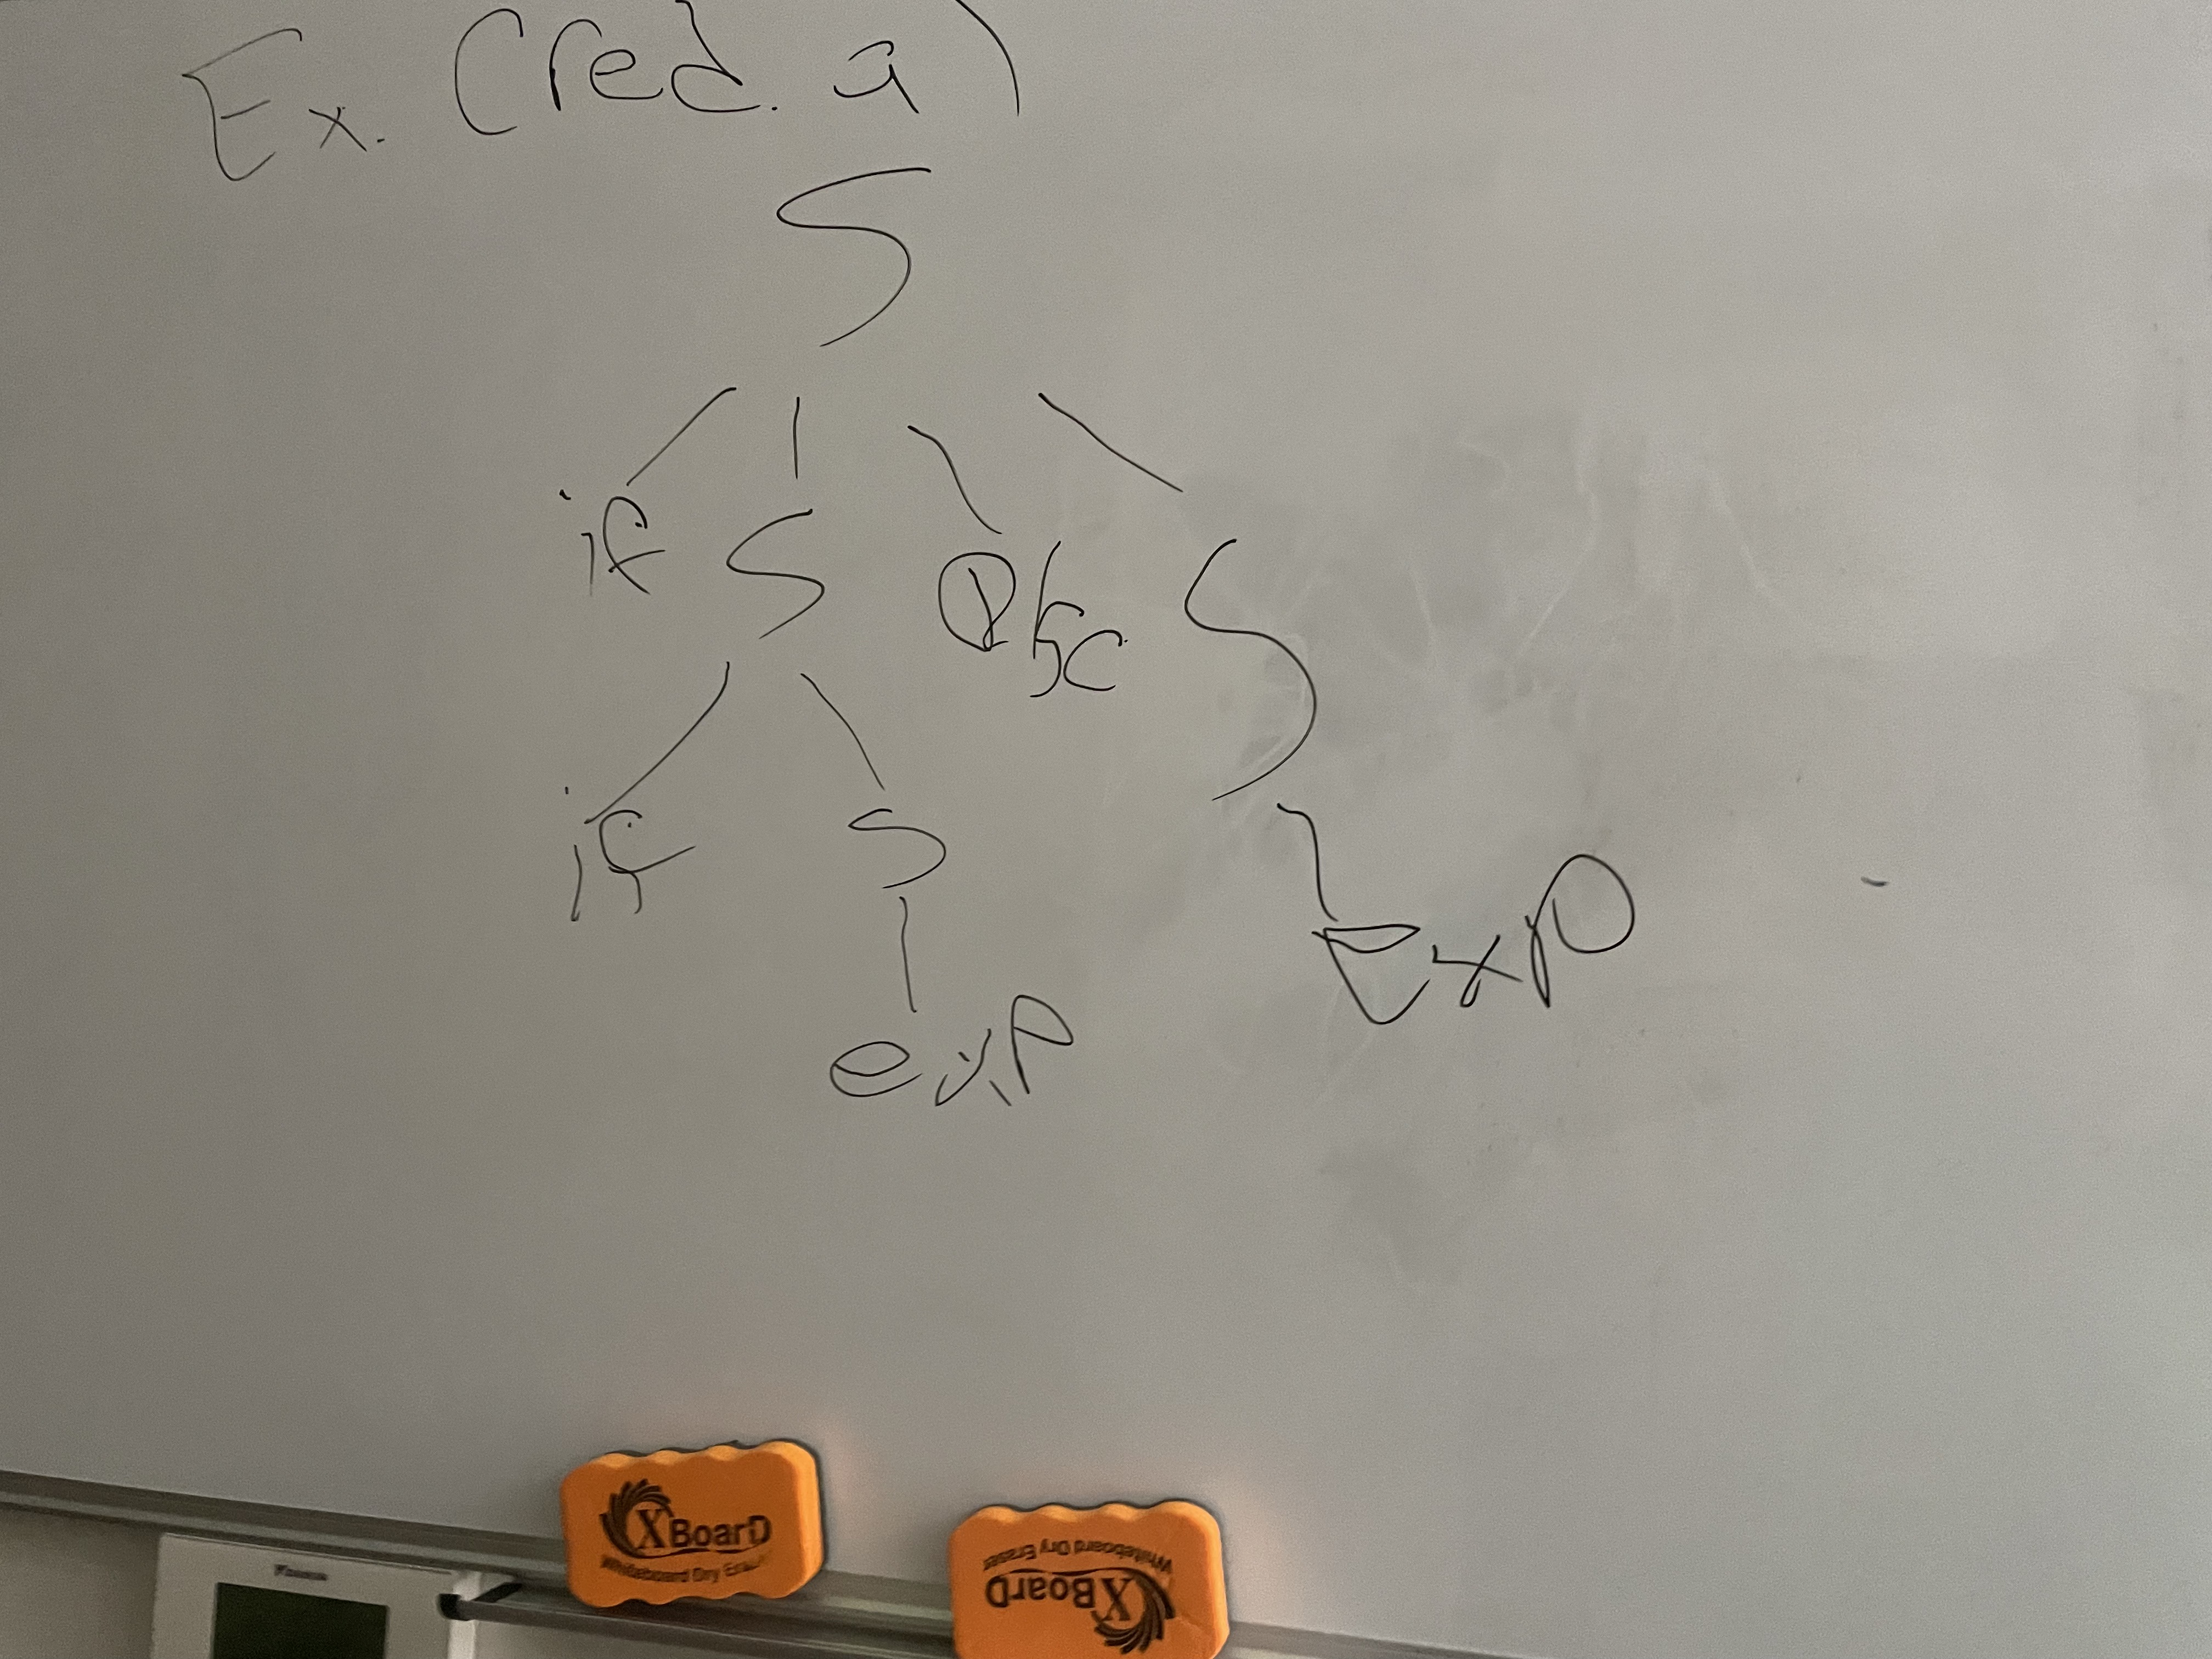 Ex. Cred. a)
S
if S else S
if S
exp
exp
XBoard
Whiteboard Dry Eraser
XBoard
Whiteboard Dry Eraser